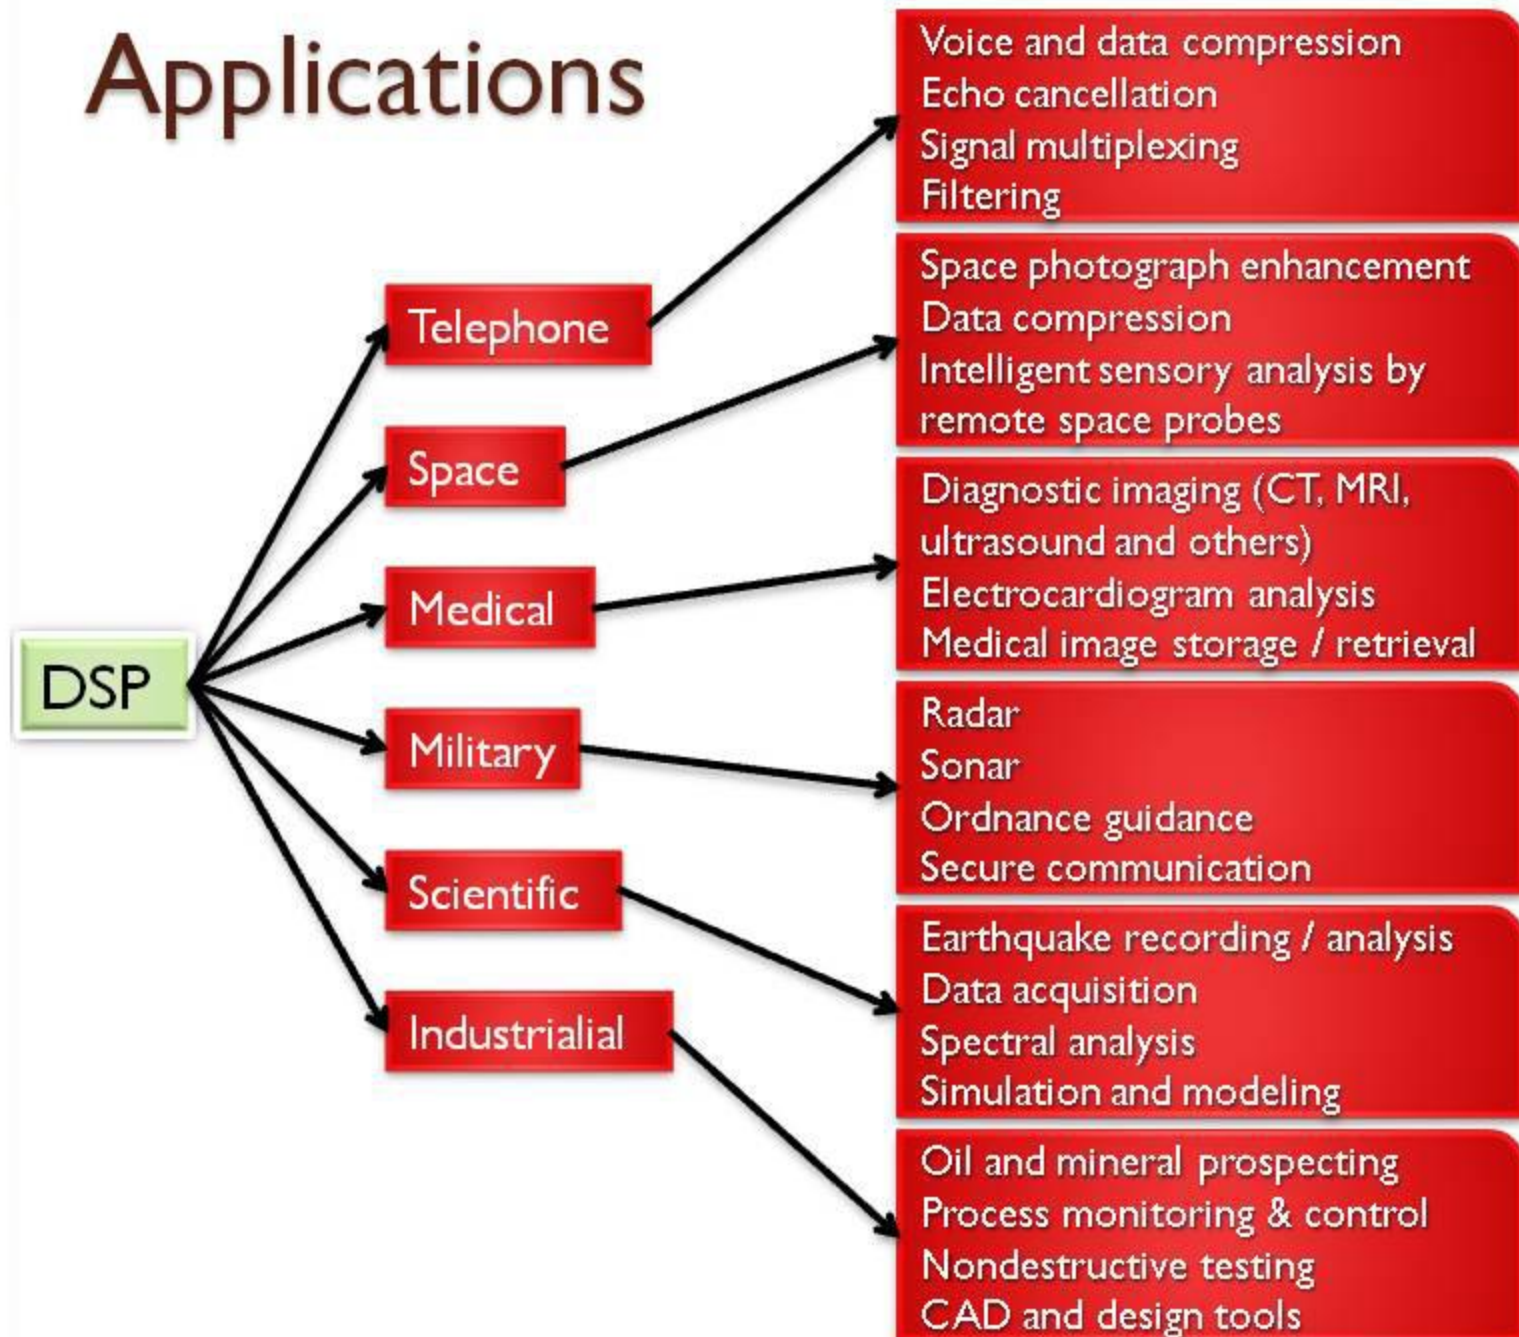 Applications
DSP
Telephone
Space
Medical
Military
Scientific
Industrialial
Voice and data compression
Echo cancellation
Signal multiplexing
Filtering
Space photograph enhancement
Data compression
Intelligent sensory analysis by
remote space probes
Diagnostic imaging (CT, MRI,
ultrasound and others)
Electrocardiogram analysis
Medical image storage / retrieval
Radar
Sonar
Ordnance guidance
Secure communication
Earthquake recording / analysis
Data acquisition
Spectral analysis
Simulation and modeling
Oil and mineral prospecting
Process monitoring & control
Nondestructive testing
CAD and design tools